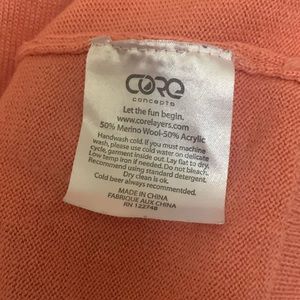 CORE
concepts
Let the fun begin.
www.corelayers.com
50% Merino Wool-50% Acrylic
Handwash cold. If you must machine
wash, please use cold water on delicate
cycle, garment inside out. Lay flat to dry.
Low temp iron if needed. Do not bleach.
Recommend using standard detergent.
Dry clean is ok.
Cold beer always recommended.
MADE IN CHINA
FABRIQUE AUX CHINA
RN 122748